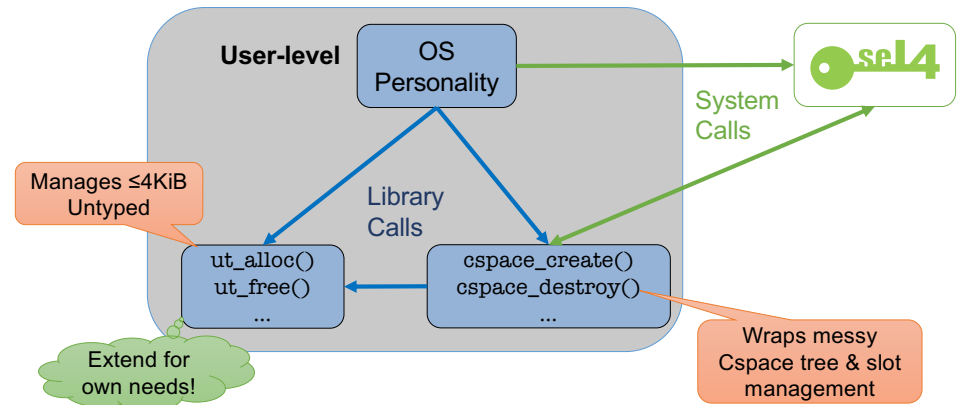 User-level
OS
Personality
seL4
System
Calls
Manages ≤4KiB
Untyped
Library
Calls
ut_alloc()
ut_free()
...
cspace_create()
cspace_destroy()
...
Extend for
own needs!
Wraps messy
Cspace tree & slot
management